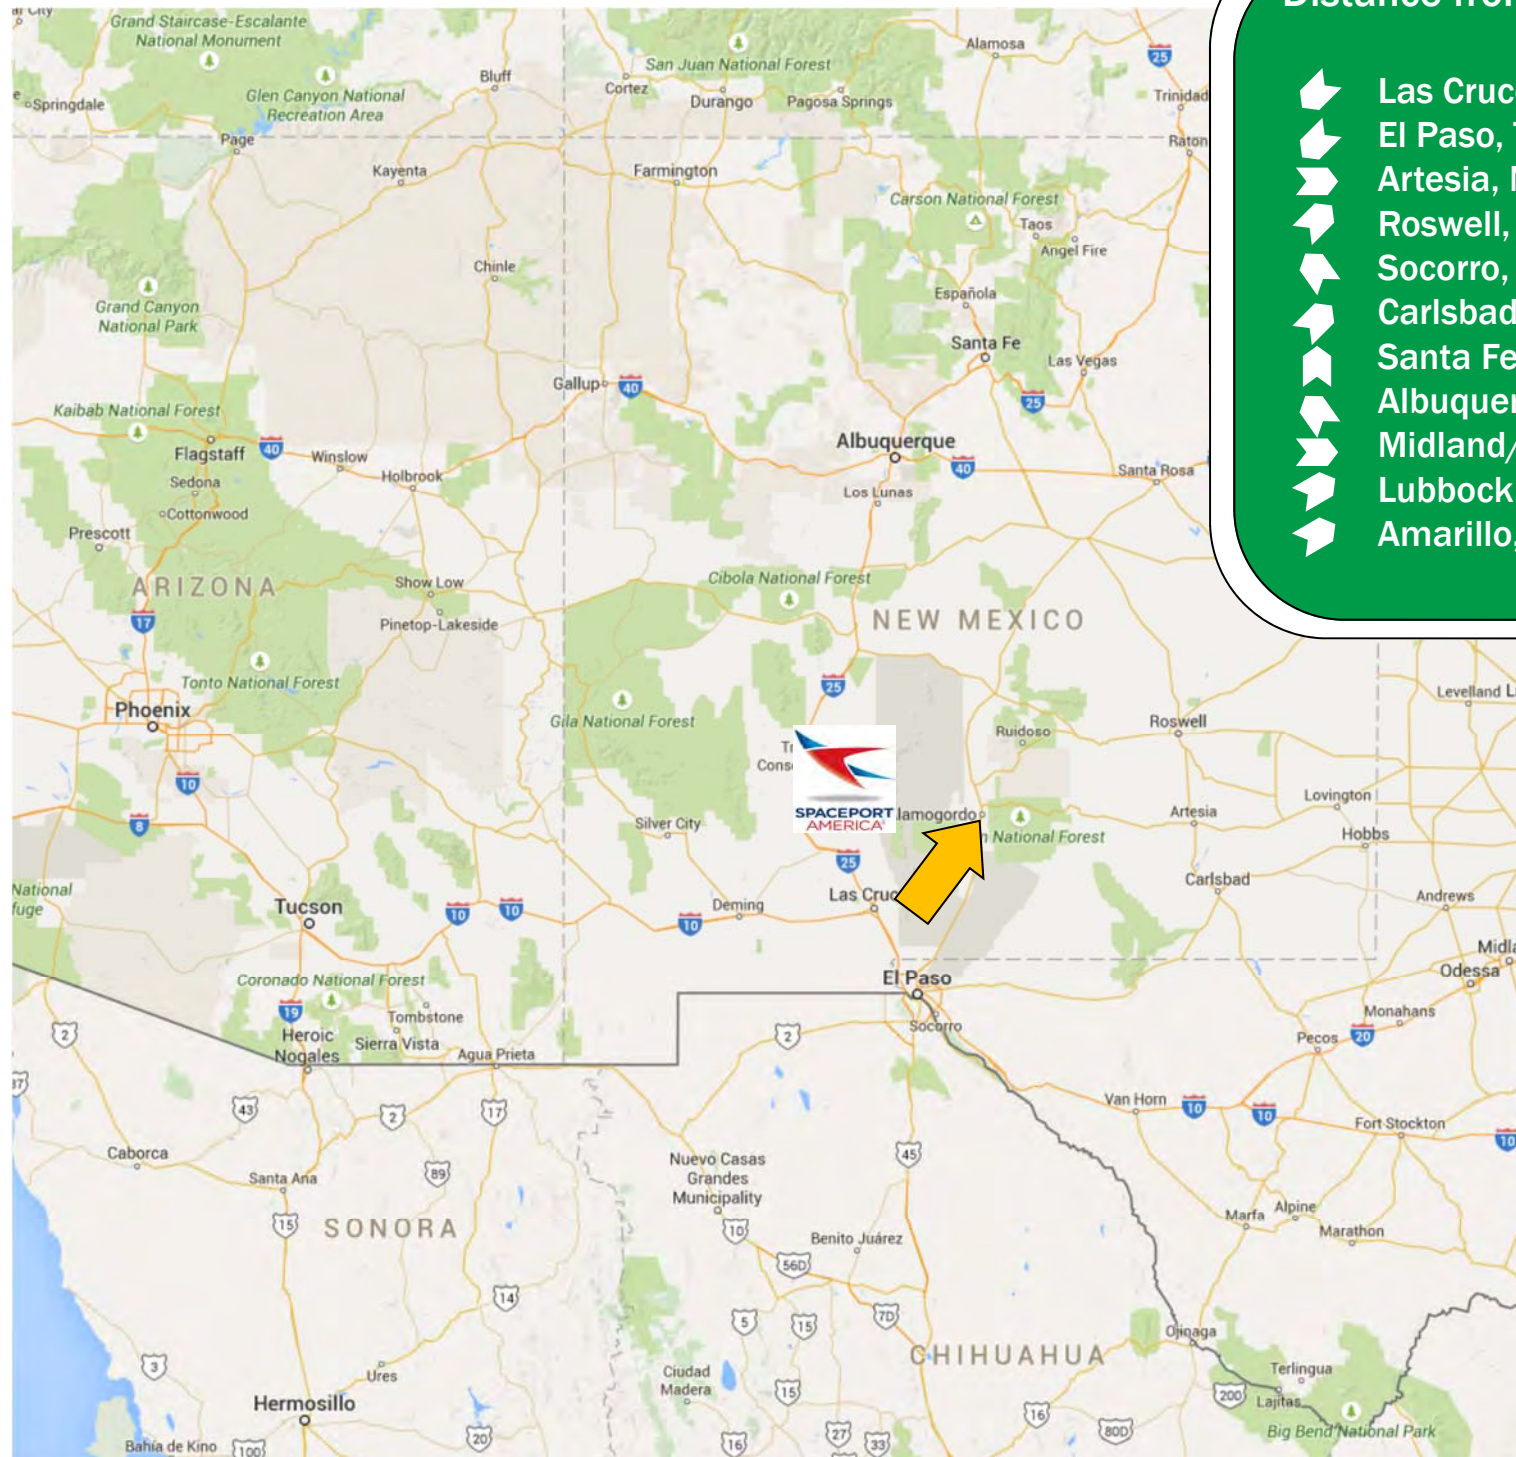 Grand Staircase-Escalante
National Monument
Springdale
Glen Canyon National
Recreation Area
Page
Bluff
Kayenta
Cortez
San Juan National Forest
Durango
Pagosa Springs
Alamosa
25
Trinidad
Raton
Farmington
Chinle
Carson National Forest
Taos
Angel Fire
Española
Santa Fe
Las Vegas
Grand Canyon
National Park
Gallup
40
25
Kaibab National Forest
Flagstaff
40
Winslow
Holbrook
Sedona
Cottonwood
Prescott
Albuquerque
40
Santa Rosa
Los Lunas
ARIZONA
17
Show Low
Pinetop-Lakeside
Cibola National Forest
NEW MEXICO
Tonto National Forest
Phoenix
10
8
Gila National Forest
25
Ruidoso
Roswell
Levelland
SPACEPORT
AMERICA
lamogordo
National Forest
Artesia
Lovington
Hobbs
Silver City
25
Las Cruc
Deming
10
Carlsbad
Andrews
Midla
Odessa
National
fuge
Tucson
10
10
El Paso
Socorro
Coronado National Forest
19
Tombstone
Heroic
Nogales
Sierra Vista
Agua Prieta
2
2
Monahans
Pecos
20
Van Horn
10
10
Fort Stockton
10
43
2
17
45
Caborca
Santa Ana
89
Nuevo Casas
Grandes
Municipality
10
15
SONORA
Benito Juárez
56D
Marfa
Alpine
Marathon
14
5
15
7D
CHIHUAHUA
Ojinaga
3
Ures
Ciudad
Madera
15
16
80D
200
Terlingua
Lajitas
Big Bend National Park
Hermosillo
Bahía de Kino
100
20
16
27
33
Las Cruc
El Paso,
Artesia,
Roswell,
Socorro,
Carlsbad
Santa Fe
Albuquer
Midland/
Lubbock
Amarillo,